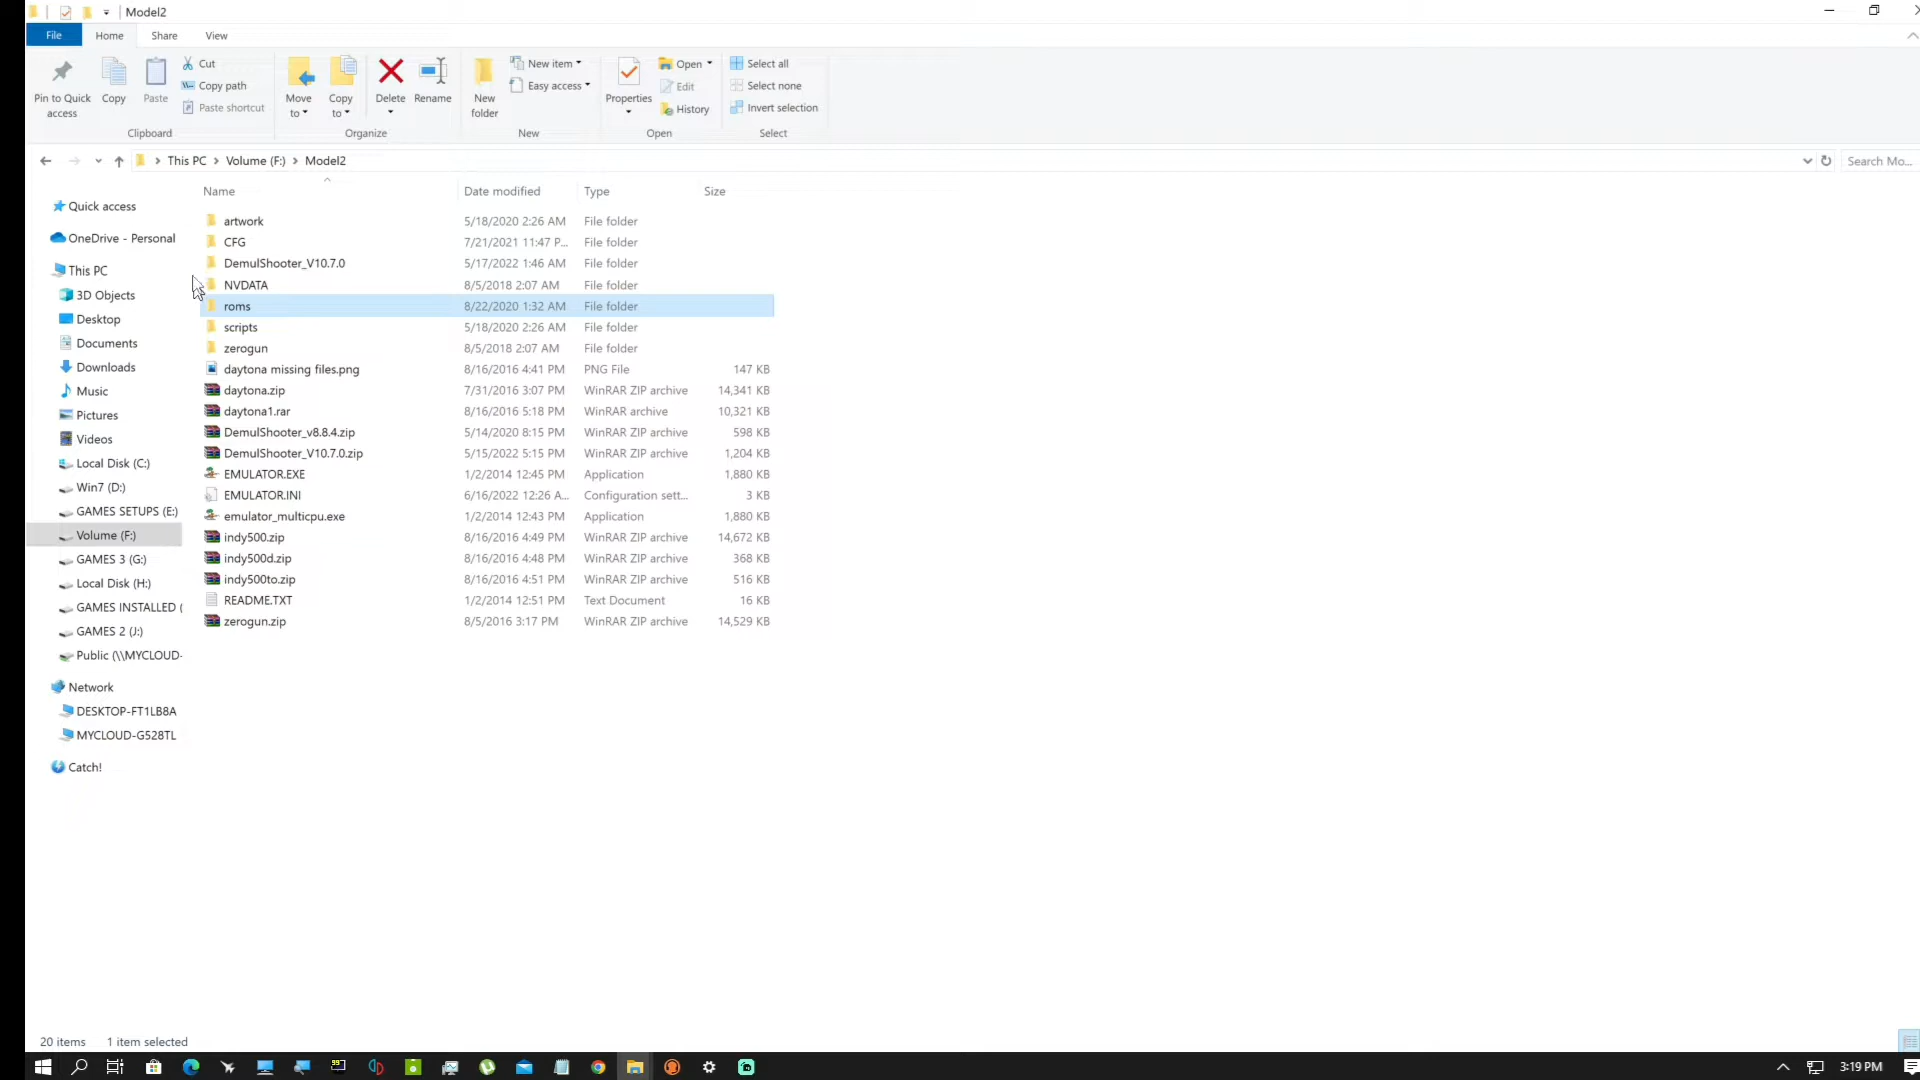 Model2
File Home Share View
Pin to Quick access
Copy
Paste
Cut
Copy path
Paste shortcut
Clipboard
Move to
Copy to
Delete
Rename
Organize
New folder
New item
Easy access
New
Properties
Open
Edit
History
Open
Select all
Select none
Invert selection
Select
This PC > Volume (F:) > Model2
Search Mo...
Name Date modified Type Size
Quick access
OneDrive - Personal
This PC
3D Objects
Desktop
Documents
Downloads
Music
Pictures
Videos
Local Disk (C:)
Win7 (D:)
GAMES SETUPS (E:)
Volume (F:)
GAMES 3 (G:)
Local Disk (H:)
GAMES INSTALLED (
GAMES 2 (J:)
Public (\\MYCLOUD-
Network
DESKTOP-FT1LB8A
MYCLOUD-G528TL
Catch!
artwork 5/18/2020 2:26 AM File folder
CFG 7/21/2021 11:47 P... File folder
DemulShooter_V10.7.0 5/17/2022 1:46 AM File folder
NVDATA 8/5/2018 2:07 AM File folder
roms 8/22/2020 1:32 AM File folder
scripts 5/18/2020 2:26 AM File folder
zerogun 8/5/2018 2:07 AM File folder
daytona missing files.png 8/16/2016 4:41 PM PNG File 147 KB
daytona.zip 7/31/2016 3:07 PM WinRAR ZIP archive 14,341 KB
daytona1.rar 8/16/2016 5:18 PM WinRAR archive 10,321 KB
DemulShooter_v8.8.4.zip 5/14/2020 8:15 PM WinRAR ZIP archive 598 KB
DemulShooter_V10.7.0.zip 5/15/2022 5:15 PM WinRAR ZIP archive 1,204 KB
EMULATOR.EXE 1/2/2014 12:45 PM Application 1,880 KB
EMULATOR.INI 6/16/2022 12:26 A... Configuration sett... 3 KB
emulator_multicpu.exe 1/2/2014 12:43 PM Application 1,880 KB
indy500.zip 8/16/2016 4:49 PM WinRAR ZIP archive 14,672 KB
indy500d.zip 8/16/2016 4:48 PM WinRAR ZIP archive 368 KB
indy500to.zip 8/16/2016 4:51 PM WinRAR ZIP archive 516 KB
README.TXT 1/2/2014 12:51 PM Text Document 16 KB
zerogun.zip 8/5/2016 3:17 PM WinRAR ZIP archive 14,529 KB
20 items 1 item selected
3:19 PM